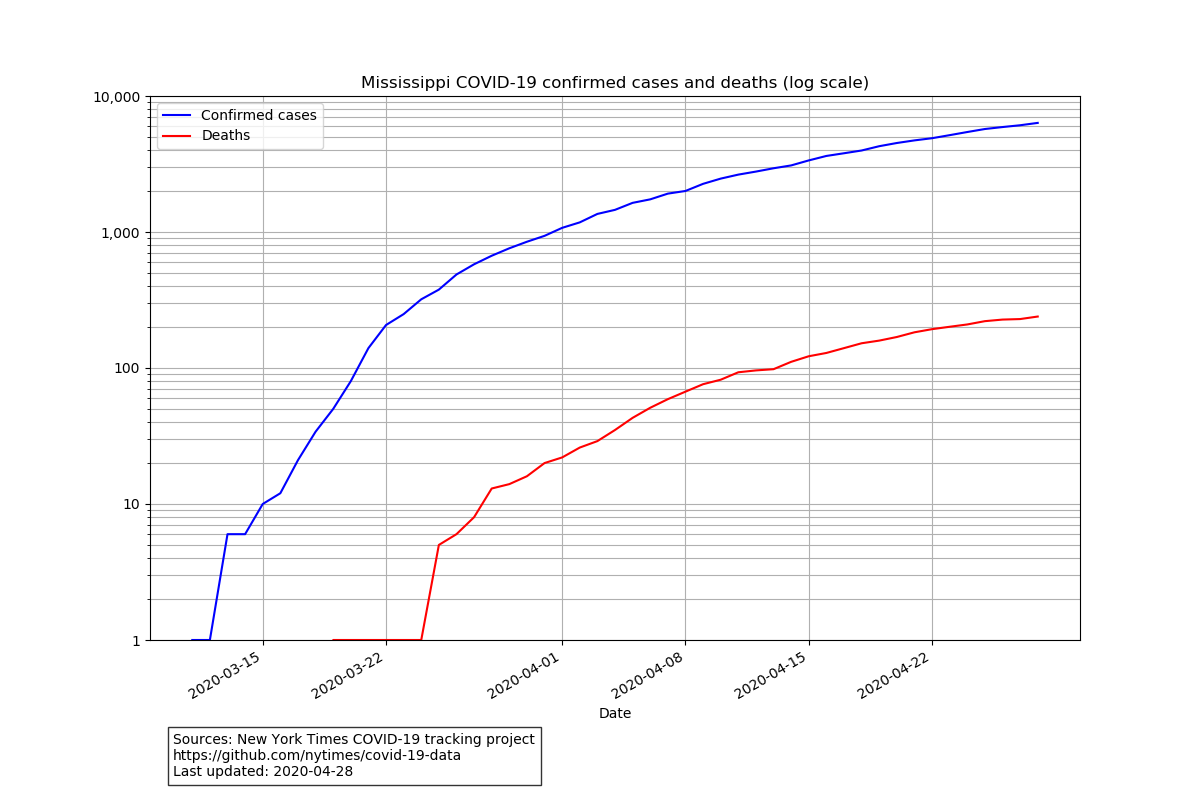 Mississippi COVID-19 confirmed cases and deaths (log scale)
10,000
1,000
100
10
1
Confirmed cases
Deaths
2020-03-15
2020-03-22
2020-04-01
2020-04-08
2020-04-15
2020-04-22
Date
Sources: New York Times COVID-19 tracking project
https://github.com/nytimes/covid-19-data
Last updated: 2020-04-28